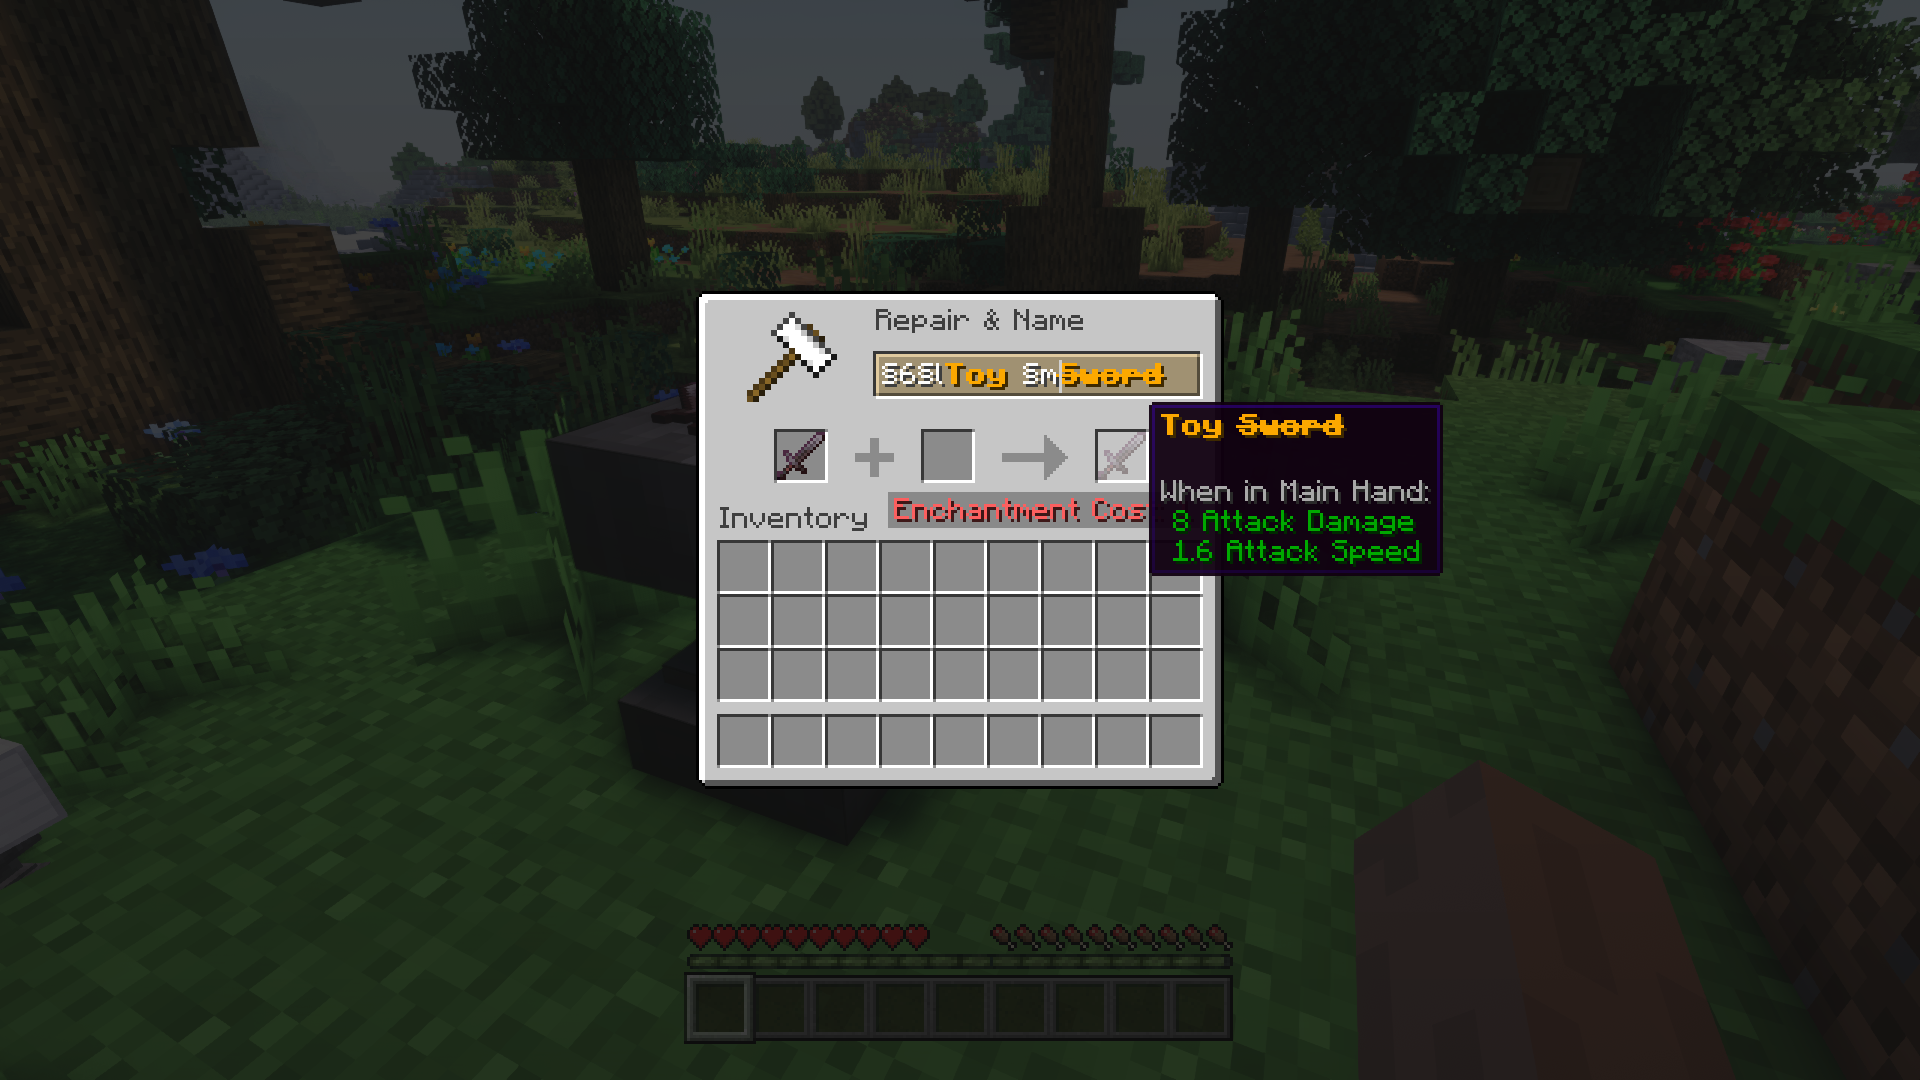 Repair & Name
§6§lToy §mSword
Toy Sword
When in Main Hand:
8 Attack Damage
1.6 Attack Speed
Enchantment Cos
Inventory